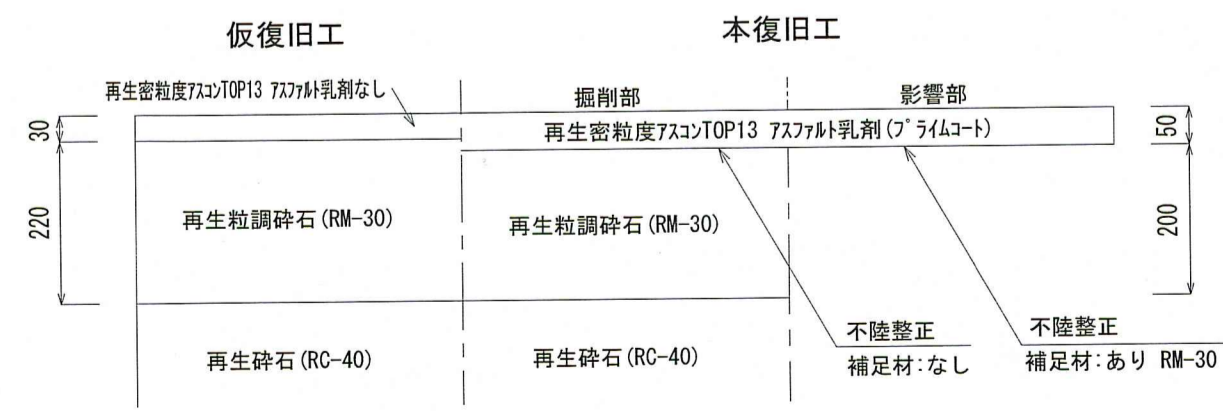 仮復旧工
本復旧工
再生密粒度アスコンTOP13 アスファルト乳剤なし
掘削部
影響部
30
再生密粒度アスコンTOP13 アスファルト乳剤(プライムコート)
50
220
再生粒調砕石(RM-30)
再生粒調砕石(RM-30)
200
再生砕石(RC-40)
再生砕石(RC-40)
不陸整正
補足材:なし
不陸整正
補足材:あり RM-30